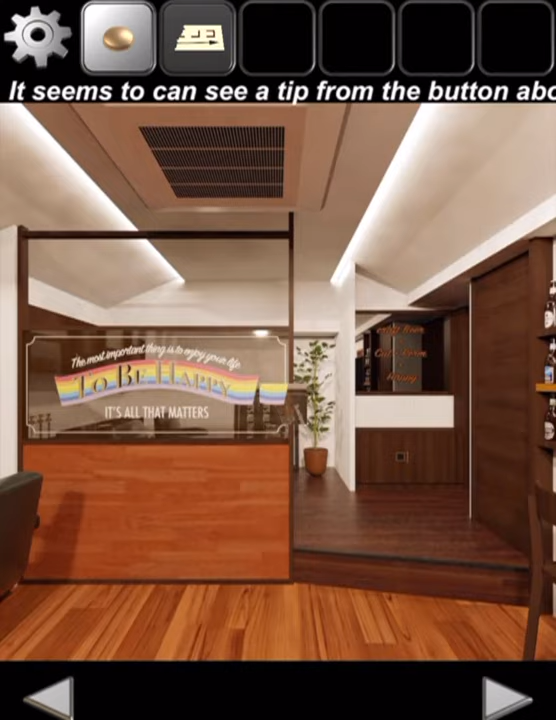 It seems to can see a tip from the button abo
The most important thing is to enjoy your life
TO BE HAPPY
IT'S ALL THAT MATTERS